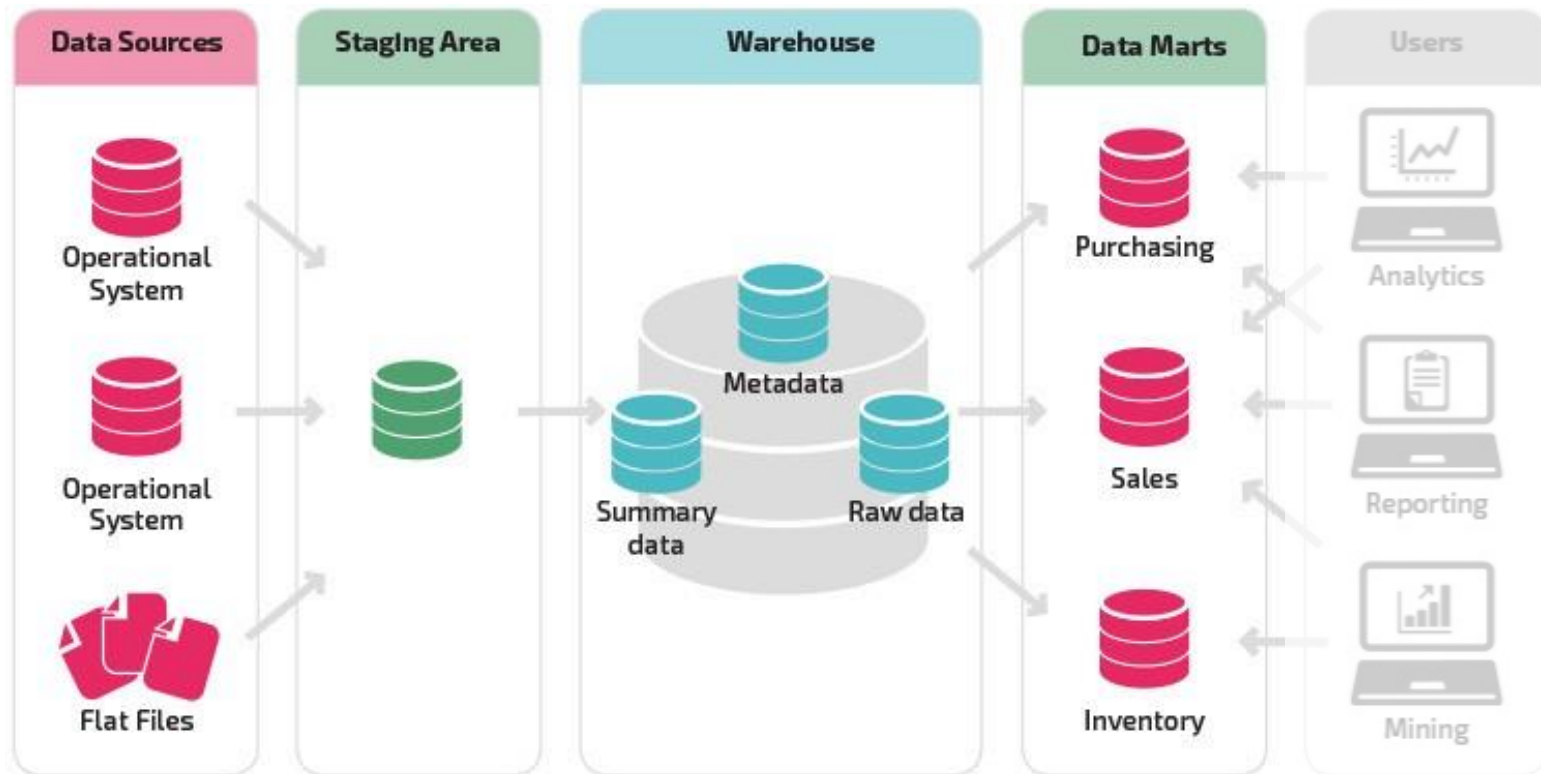 Data Sources
Staging Area
Warehouse
Data Marts
Users
Operational
System
Operational
System
Flat Files
Metadata
Summary
data
Raw data
Purchasing
Sales
Inventory
Analytics
Reporting
Mining